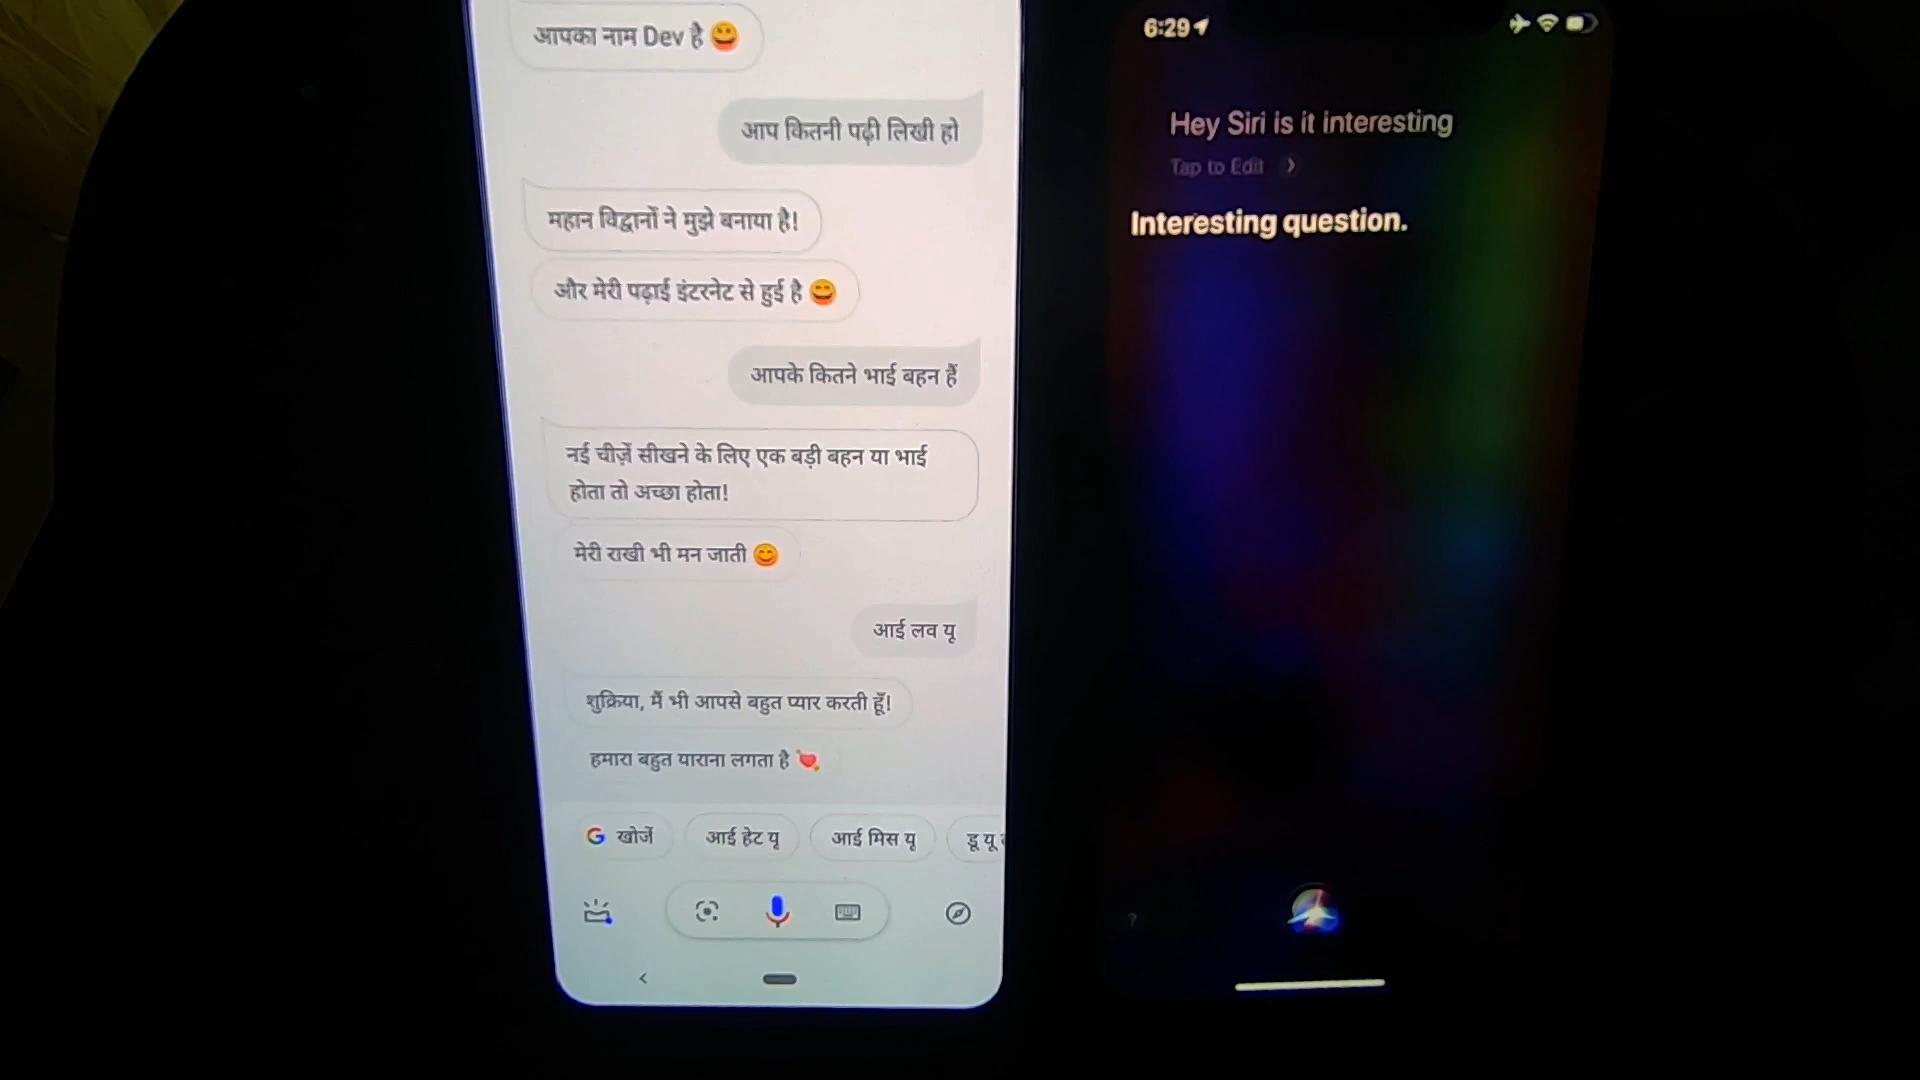 आपका नाम Dev है
आप कितनी पढ़ी लिखी हो
महान विद्वानों ने मुझे बनाया है!
और मेरी पढ़ाई इंटरनेट से हुई है
आपके कितने भाई बहन हैं
नई चीज़ें सीखने के लिए एक बड़ी बहन या भाई
होता तो अच्छा होता!
मेरी राखी भी मन जाती
आई लव यू
शुक्रिया, मैं भी आपसे बहुत प्यार करती हूँ!
हमारा बहुत याराना लगता है
G खोजें
आई हेट यू
आई मिस यू
डू यू
6:29
Hey Siri is it interesting
Tap to Edit
Interesting question.
?